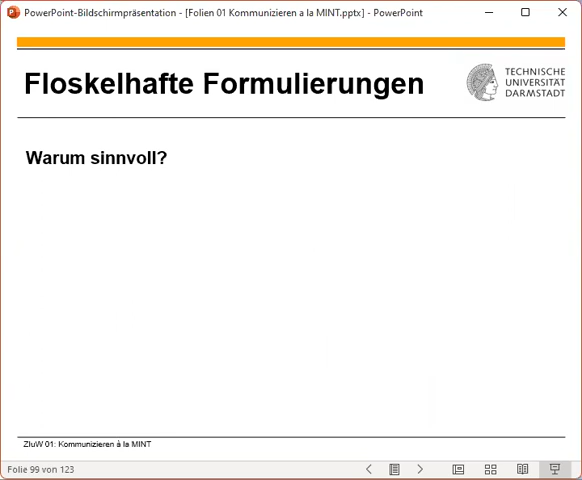 PowerPoint-Bildschirmpräsentation - [Folien 01 Kommunizieren a la MINT.pptx] - PowerPoint
Floskelhafte Formulierungen
TECHNISCHE
UNIVERSITÄT
DARMSTADT
Warum sinnvoll?
ZIuW 01: Kommunizieren à la MINT
Folie 99 von 123